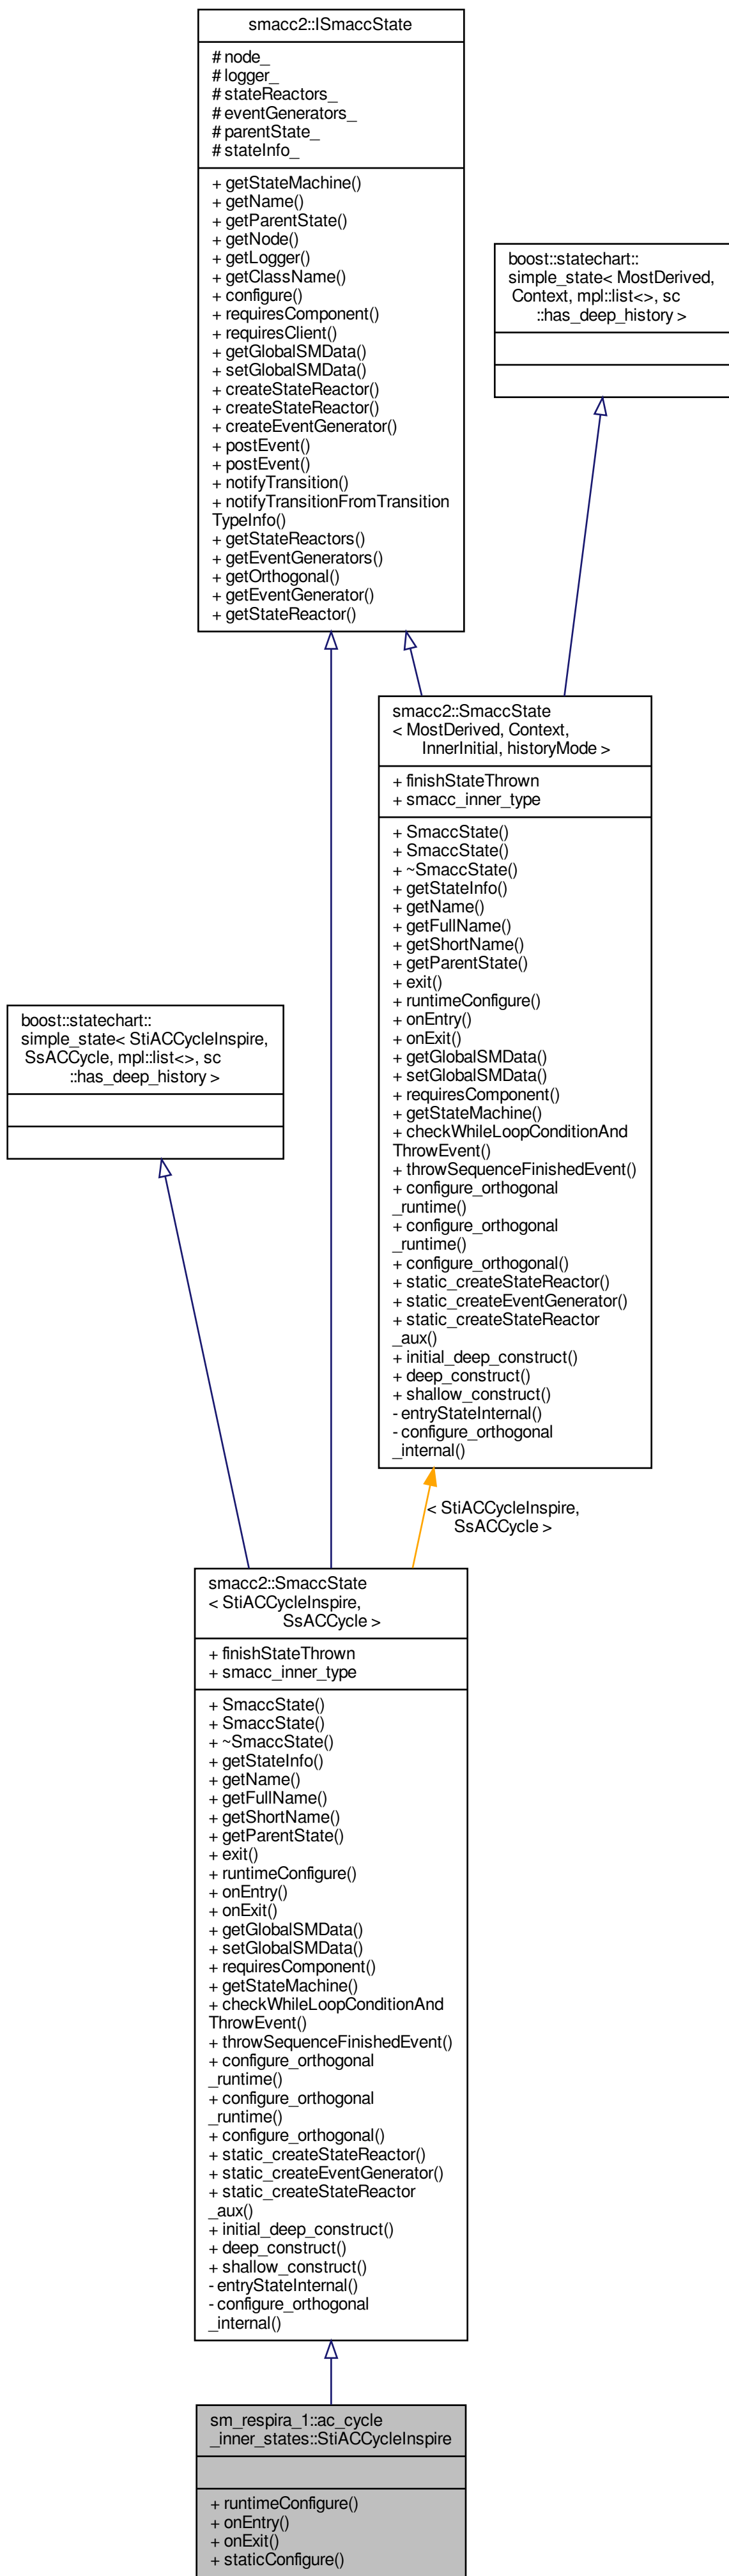 smacc2::ISmaccState
# node_
# logger_
# stateReactors_
# eventGenerators_
# parentState_
# stateInfo_
+ getStateMachine()
+ getName()
+ getParentState()
+ getNode()
+ getLogger()
+ getClassName()
+ configure()
+ requiresComponent()
+ requiresClient()
+ getGlobalSMData()
+ setGlobalSMData()
+ createStateReactor()
+ createStateReactor()
+ createEventGenerator()
+ postEvent()
+ postEvent()
+ notifyTransition()
+ notifyTransitionFromTransition
TypeInfo()
+ getStateReactors()
+ getEventGenerators()
+ getOrthogonal()
+ getEventGenerator()
+ getStateReactor()
boost::statechart::
simple_state< MostDerived,
Context, mpl::list<>, sc
::has_deep_history >
smacc2::SmaccState
< MostDerived, Context,
InnerInitial, historyMode >
+ finishStateThrown
+ smacc_inner_type
+ SmaccState()
+ SmaccState()
+ ~SmaccState()
+ getStateInfo()
+ getName()
+ getFullName()
+ getShortName()
+ getParentState()
+ exit()
+ runtimeConfigure()
+ onEntry()
+ onExit()
+ getGlobalSMData()
+ setGlobalSMData()
+ requiresComponent()
+ getStateMachine()
+ checkWhileLoopConditionAnd
ThrowEvent()
+ throwSequenceFinishedEvent()
+ configure_orthogonal
_runtime()
+ configure_orthogonal
_runtime()
+ configure_orthogonal()
+ static_createStateReactor()
+ static_createEventGenerator()
+ static_createStateReactor
_aux()
+ initial_deep_construct()
+ deep_construct()
+ shallow_construct()
- entryStateInternal()
- configure_orthogonal
_internal()
boost::statechart::
simple_state< StiACCycleInspire,
SsACCycle, mpl::list<>, sc
::has_deep_history >
< StiACCycleInspire,
SsACCycle >
smacc2::SmaccState
< StiACCycleInspire,
SsACCycle >
+ finishStateThrown
+ smacc_inner_type
+ SmaccState()
+ SmaccState()
+ ~SmaccState()
+ getStateInfo()
+ getName()
+ getFullName()
+ getShortName()
+ getParentState()
+ exit()
+ runtimeConfigure()
+ onEntry()
+ onExit()
+ getGlobalSMData()
+ setGlobalSMData()
+ requiresComponent()
+ getStateMachine()
+ checkWhileLoopConditionAnd
ThrowEvent()
+ throwSequenceFinishedEvent()
+ configure_orthogonal
_runtime()
+ configure_orthogonal
_runtime()
+ configure_orthogonal()
+ static_createStateReactor()
+ static_createEventGenerator()
+ static_createStateReactor
_aux()
+ initial_deep_construct()
+ deep_construct()
+ shallow_construct()
- entryStateInternal()
- configure_orthogonal
_internal()
sm_respira_1::ac_cycle
_inner_states::StiACCycleInspire
+ runtimeConfigure()
+ onEntry()
+ onExit()
+ staticConfigure()